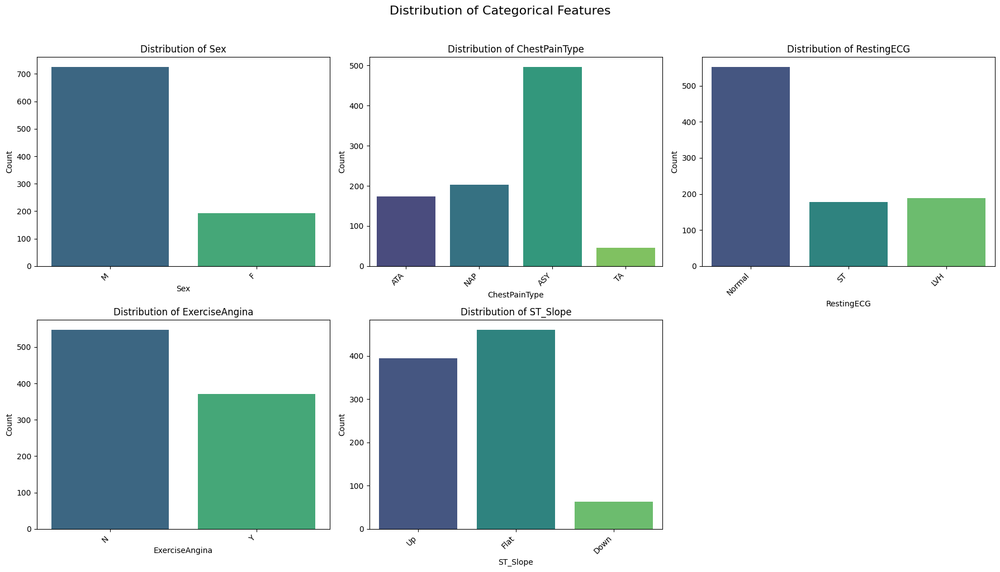 Distribution of Categorical Features
Distribution of Sex
Count
700
600
500
400
300
200
100
0
M
F
Sex
Distribution of ChestPainType
Count
500
400
300
200
100
0
ATA
NAP
ASY
TA
ChestPainType
Distribution of RestingECG
Count
500
400
300
200
100
0
Normal
ST
LVH
RestingECG
Distribution of ExerciseAngina
Count
500
400
300
200
100
0
N
Y
ExerciseAngina
Distribution of ST_Slope
Count
400
300
200
100
0
Up
Flat
Down
ST_Slope